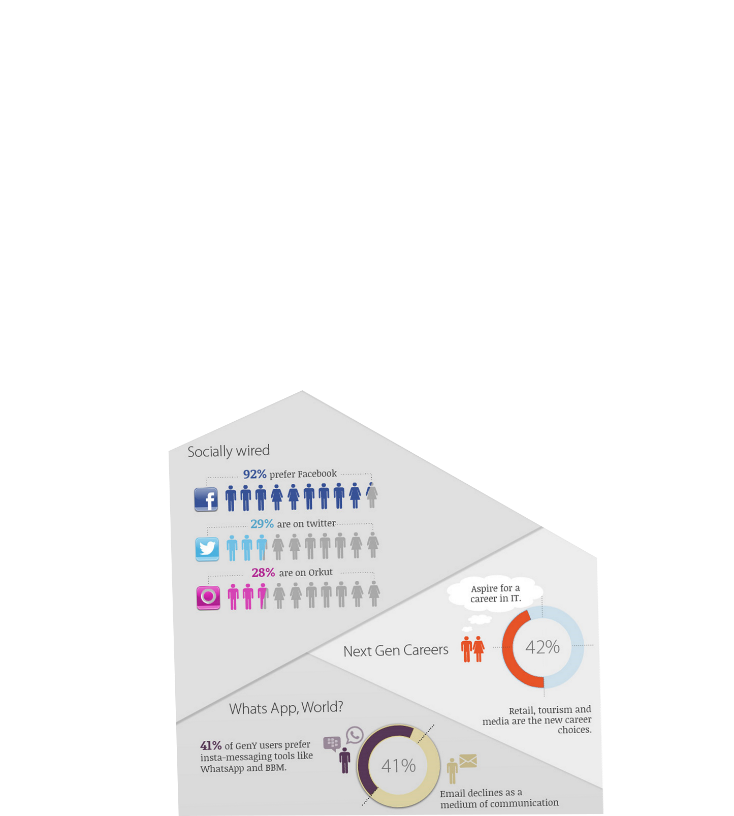 Socially wired
92% prefer Facebook
f
29% are on twitter
28% are on Orkut
Aspire for a
career in IT.
Next Gen Careers
42%
Retail, tourism and
media are the new career
choices.
Whats App, World?
41% of GenY users prefer
insta-messaging tools like
WhatsApp and BBM.
41%
Email declines as a
medium of communication